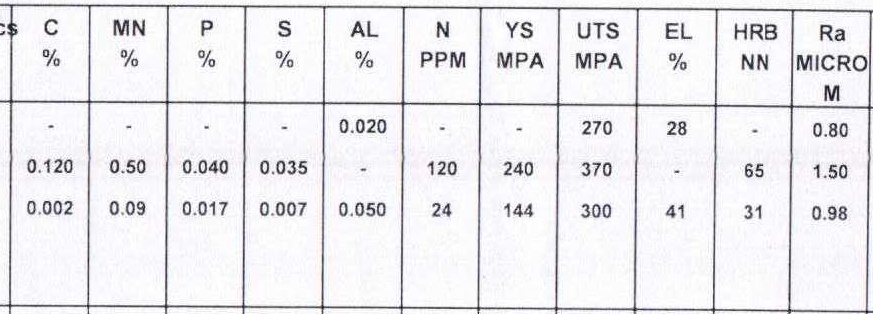 cs C MN P S AL N YS UTS EL HRB Ra
% % % % % PPM MPA MPA % NN MICRO
M
- - - - 0.020 - - 270 28 - 0.80
0.120 0.50 0.040 0.035 - 120 240 370 - 65 1.50
0.002 0.09 0.017 0.007 0.050 24 144 300 41 31 0.98